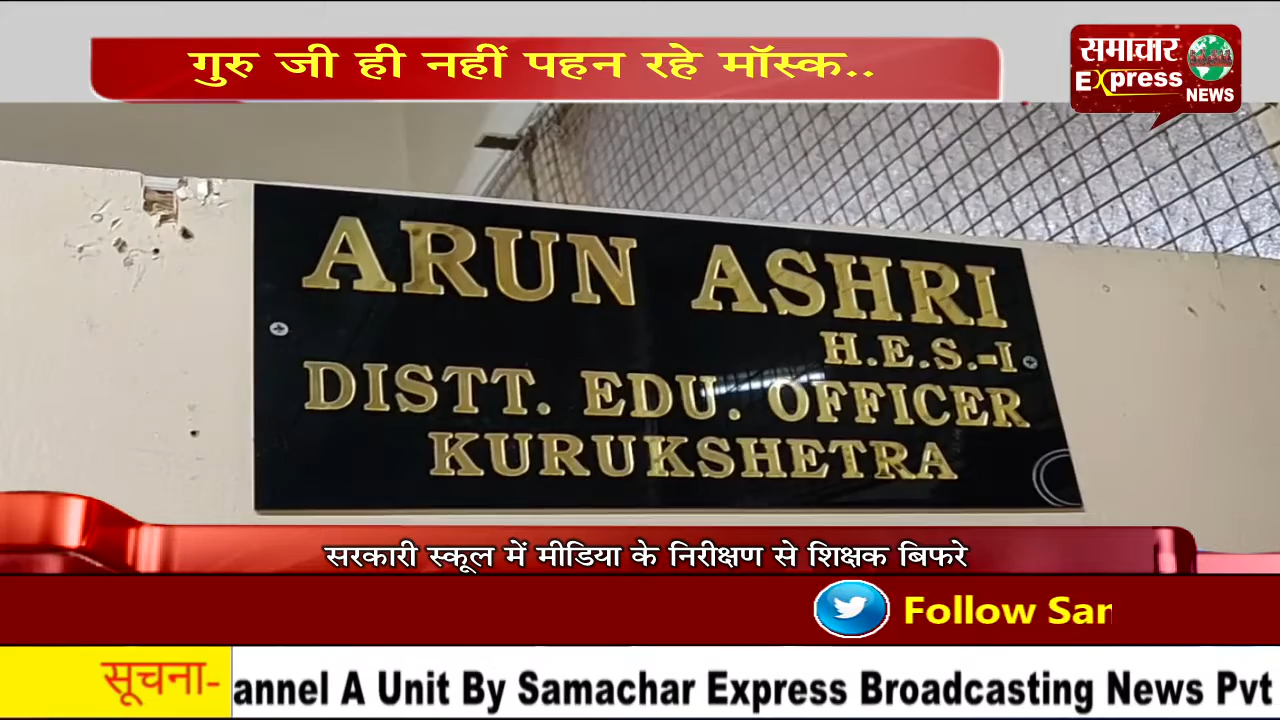 गुरु जी ही नहीं पहन रहे मॉस्क..
समाचार
Express
NEWS
ARUN ASHRI
H.E.S.-I.
DISTT. EDU. OFFICER
KURUKSHETRA
सरकारी स्कूल में मीडिया के निरीक्षण से शिक्षक बिफरे
Follow Sar
सूचना- annel A Unit By Samachar Express Broadcasting News Pvt